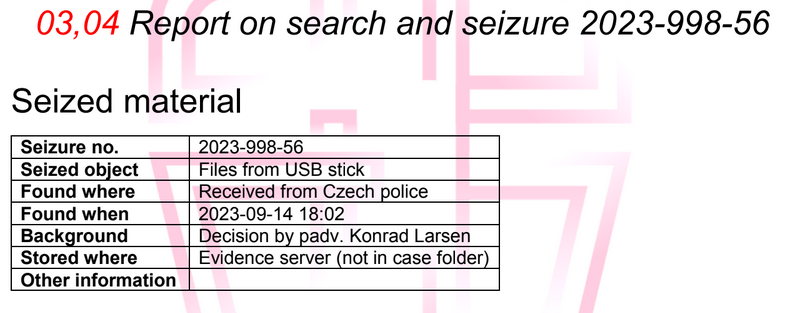 03,04 Report on search and seizure 2023-998-56
Seized material
Seizure no. 2023-998-56
Seized object Files from USB stick
Found where Received from Czech police
Found when 2023-09-14 18:02
Background Decision by padv. Konrad Larsen
Stored where Evidence server (not in case folder)
Other information